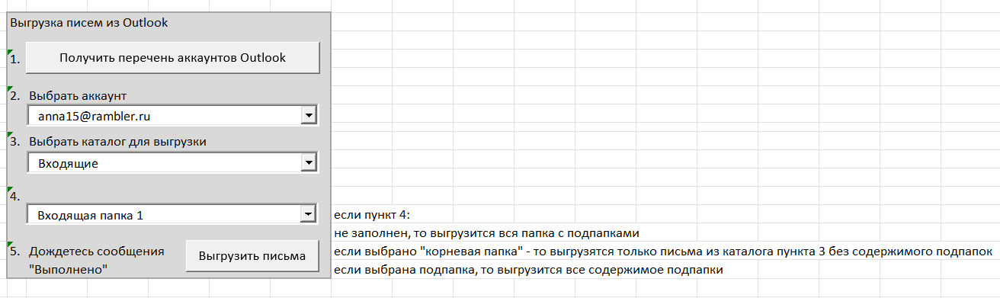 Выгрузка писем из Outlook
1. Получить перечень аккаунтов Outlook
2. Выбрать аккаунт
anna15@rambler.ru
3. Выбрать каталог для выгрузки
Входящие
4.
Входящая папка 1
если пункт 4:
не заполнен, то выгрузится вся папка с подпапками
5. Дождетесь сообщения
"Выполнено"
Выгрузить письма
если выбрано "корневая папка" - то выгрузятся только письма из каталога пункта 3 без содержимого подпапок
если выбрана подпапка, то выгрузится все содержимое подпапки